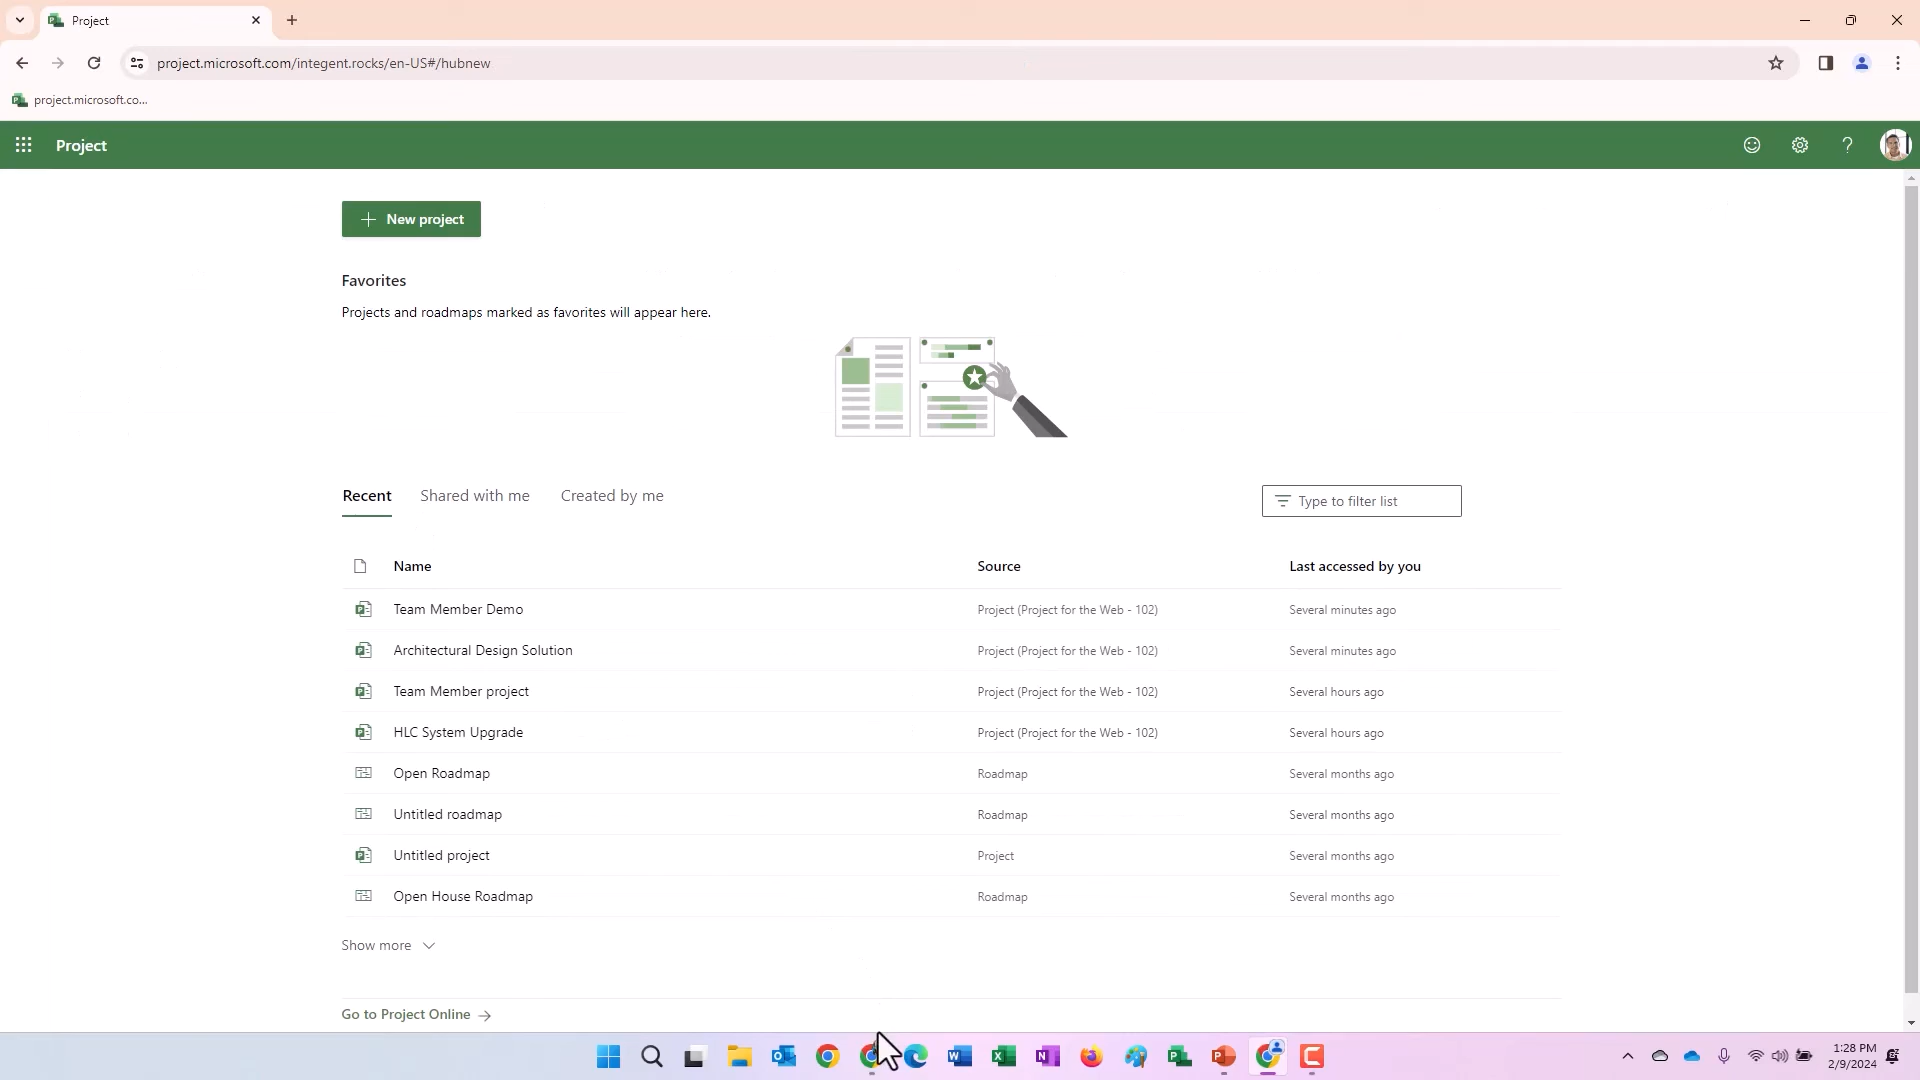 Project
project.microsoft.com/integent.rocks/en-US#/hubnew
project.microsoft.co...
Project
New project
Favorites
Projects and roadmaps marked as favorites will appear here.
Recent Shared with me Created by me Type to filter list
Name Source Last accessed by you
Team Member Demo Project (Project for the Web - 102) Several minutes ago
Architectural Design Solution Project (Project for the Web - 102) Several minutes ago
Team Member project Project (Project for the Web - 102) Several hours ago
HLC System Upgrade Project (Project for the Web - 102) Several hours ago
Open Roadmap Roadmap Several months ago
Untitled roadmap Roadmap Several months ago
Untitled project Project Several months ago
Open House Roadmap Roadmap Several months ago
Show more
Go to Project Online
1:28 PM
2/9/2024